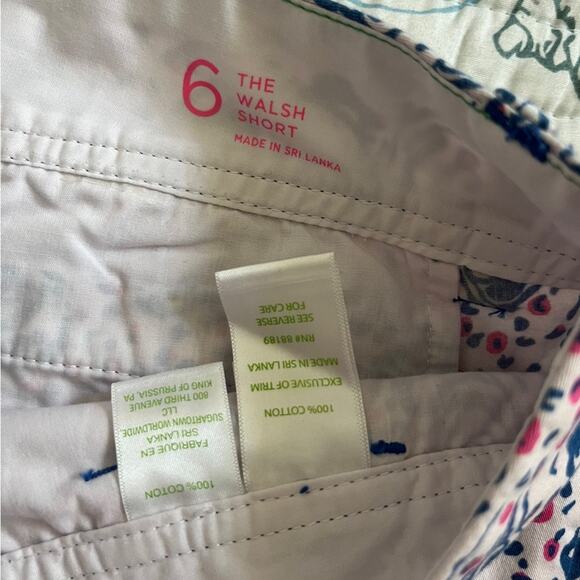 6
THE
WALSH
SHORT
MADE IN SRI LANKA
100% COTTON
EXCLUSIVE OF TRIM
MADE IN SRI LANKA
RN# 88189
SEE REVERSE
FOR CARE
100% COTTON
FABRIQUE EN
SRI LANKA
SUGARTOWN WORLDWIDE
LLC
800 THIRD AVENUE
KING OF PRUSSIA, PA